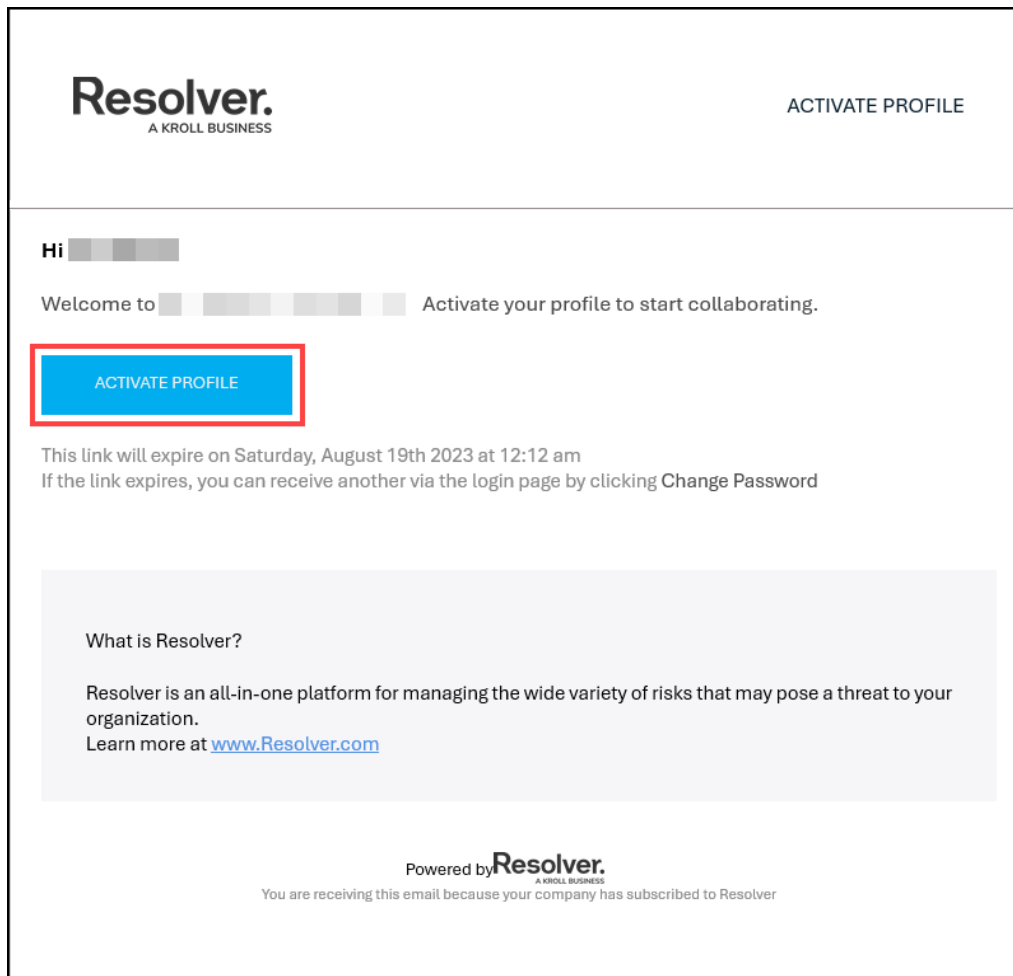 Resolver.
A KROLL BUSINESS
ACTIVATE PROFILE
Hi
Welcome to Activate your profile to start collaborating.
ACTIVATE PROFILE
This link will expire on Saturday, August 19th 2023 at 12:12 am
If the link expires, you can receive another via the login page by clicking Change Password
What is Resolver?
Resolver is an all-in-one platform for managing the wide variety of risks that may pose a threat to your
organization.
Learn more at www.Resolver.com
Powered by Resolver.
A KROLL BUSINESS
You are receiving this email because your company has subscribed to Resolver